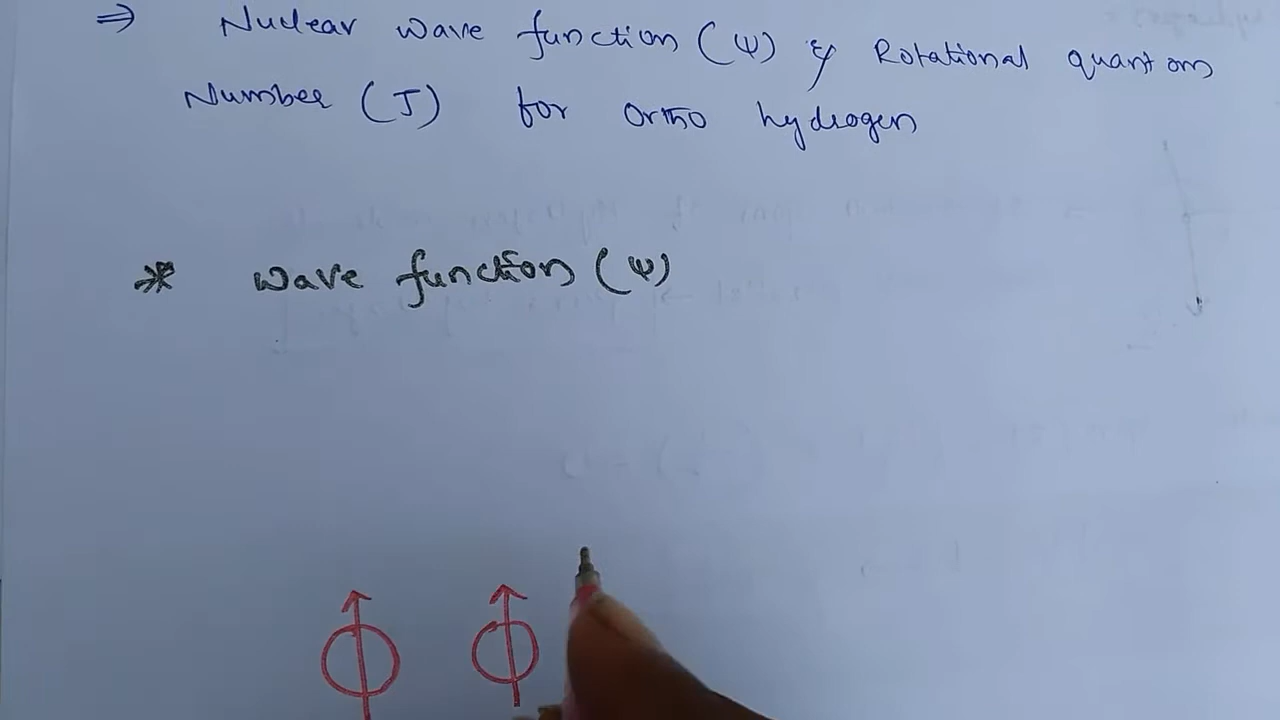 ⇒ Nuclear wave function (ψ) & Rotational quantum
Number (J) for ortho hydrogen
* wave function (ψ)